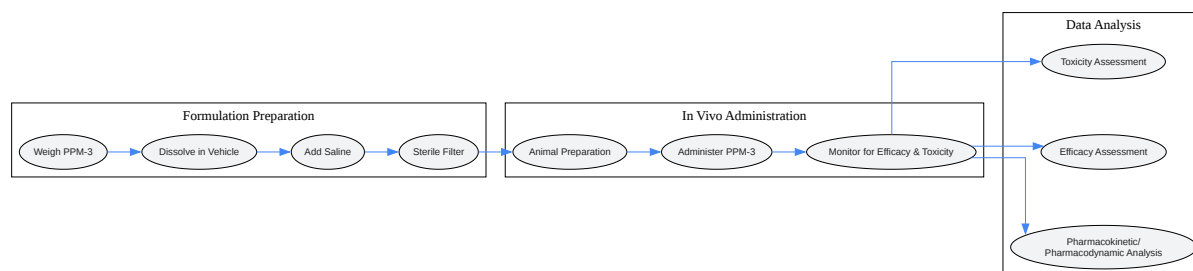 Data Analysis
Toxicity Assessment
Formulation Preparation
In Vivo Administration
Weigh PPM-3
Dissolve in Vehicle
Add Saline
Sterile Filter
Animal Preparation
Administer PPM-3
Monitor for Efficacy & Toxicity
Efficacy Assessment
Pharmacokinetic/
Pharmacodynamic Analysis